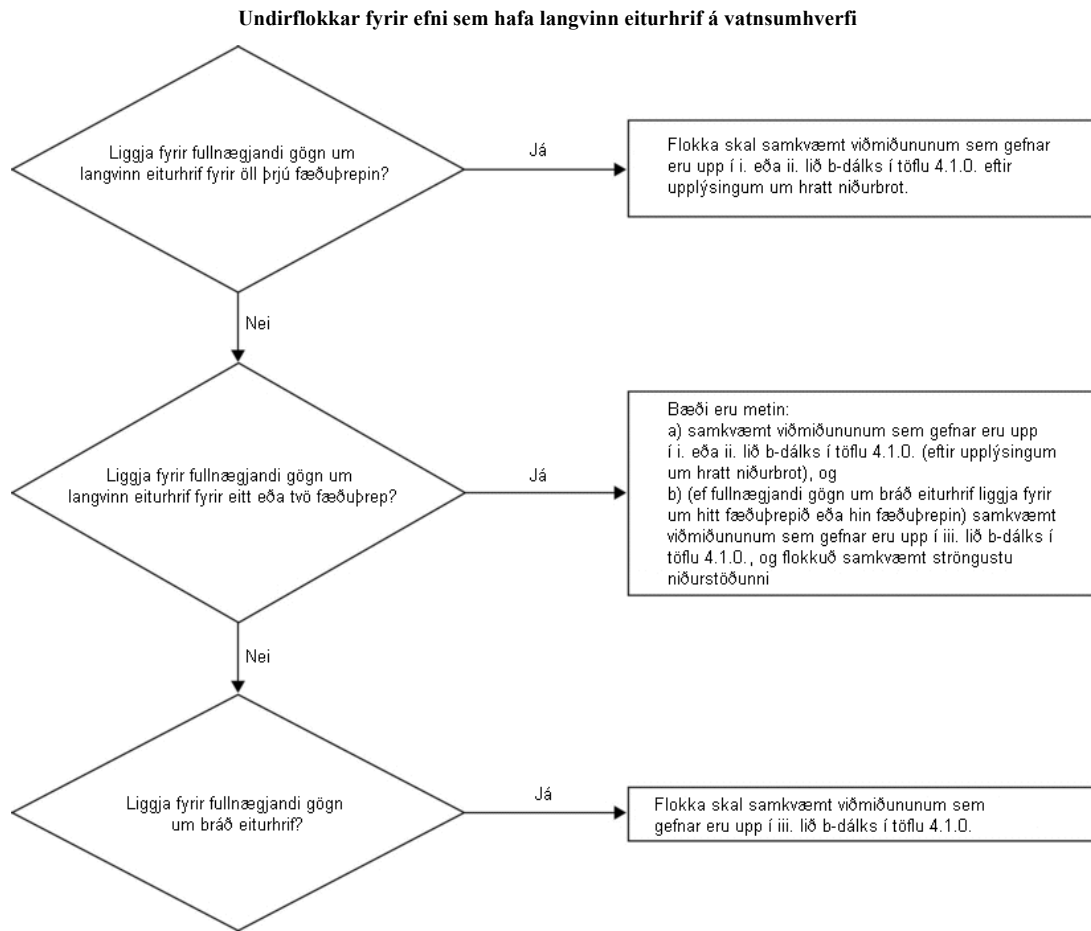 Undirflokkar fyrir efni sem hafa langvinn eiturhrif á vatnsumhverfi
Liggja fyrir fullnægjandi gögn um
langvinn eiturhrif fyrir öll þrjú fæðuþrepin?
Já
Flokka skal samkvæmt viðmiðununum sem gefnar
eru upp í i. eða ii. lið b-dálks í töflu 4.1.0. eftir
upplýsingum um hratt niðurbrot.
Nei
Liggja fyrir fullnægjandi gögn um
langvinn eiturhrif fyrir eitt eða tvö fæðuþrep?
Já
Bæði eru metin:
a) samkvæmt viðmiðununum sem gefnar eru upp
í i. eða ii. lið b-dálks í töflu 4.1.0. (eftir upplýsingum
um hratt niðurbrot), og
b) (ef fullnægjandi gögn um bráð eiturhrif liggja fyrir
um hitt fæðuþrepið eða hin fæðuþrepin) samkvæmt
viðmiðununum sem gefnar eru upp í iii. lið b-dálks í
töflu 4.1.0., og flokkuð samkvæmt ströngustu
niðurstöðunni
Nei
Liggja fyrir fullnægjandi gögn
um bráð eiturhrif?
Já
Flokka skal samkvæmt viðmiðununum sem
gefnar eru upp í iii. lið b-dálks í töflu 4.1.0.